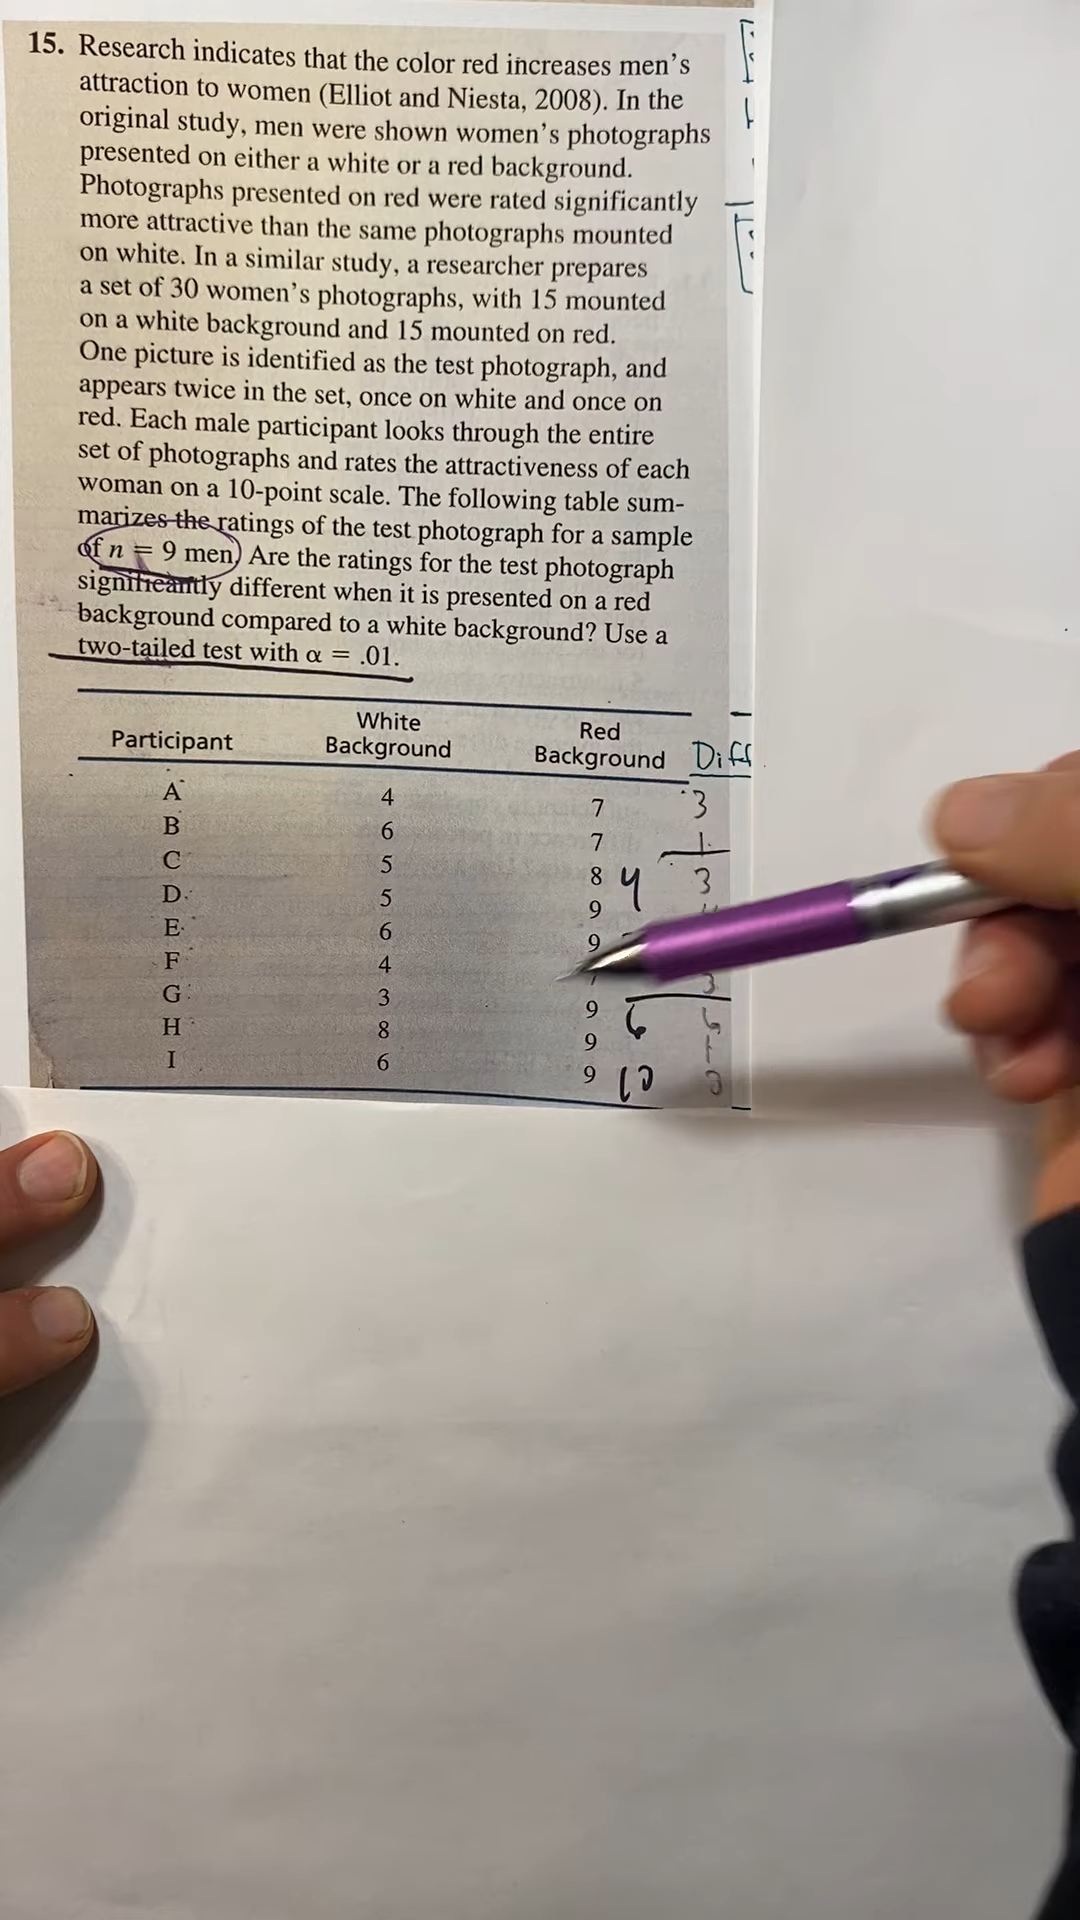 15. Research indicates that the color red increases men's
attraction to women (Elliot and Niesta, 2008). In the
original study, men were shown women's photographs
presented on either a white or a red background.
Photographs presented on red were rated significantly
more attractive than the same photographs mounted
on white. In a similar study, a researcher prepares
a set of 30 women's photographs, with 15 mounted
on a white background and 15 mounted on red.
One picture is identified as the test photograph, and
appears twice in the set, once on white and once on
red. Each male participant looks through the entire
set of photographs and rates the attractiveness of each
woman on a 10-point scale. The following table sum-
marizes the ratings of the test photograph for a sample
of n = 9 men. Are the ratings for the test photograph
significantly different when it is presented on a red
background compared to a white background? Use a
two-tailed test with α = .01.
Participant White Background Red Background Diff
A 4 7 3
B 6 7 1
C 5 8 4 3
D 5 9
E 6 9
F 4 3
G 3 9 6
H 8 9
I 6 9 10